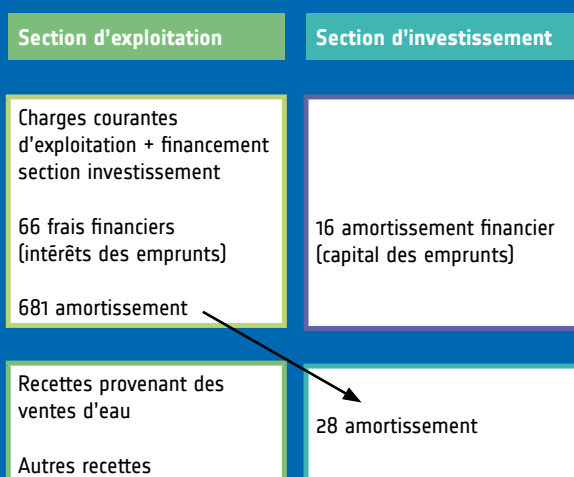 Section d'exploitation
Section d'investissement
Charges courantes
d'exploitation + financement
section investissement
66 frais financiers
(intérêts des emprunts)
681 amortissement
16 amortissement financier
(capital des emprunts)
Recettes provenant des
ventes d'eau
Autres recettes
28 amortissement